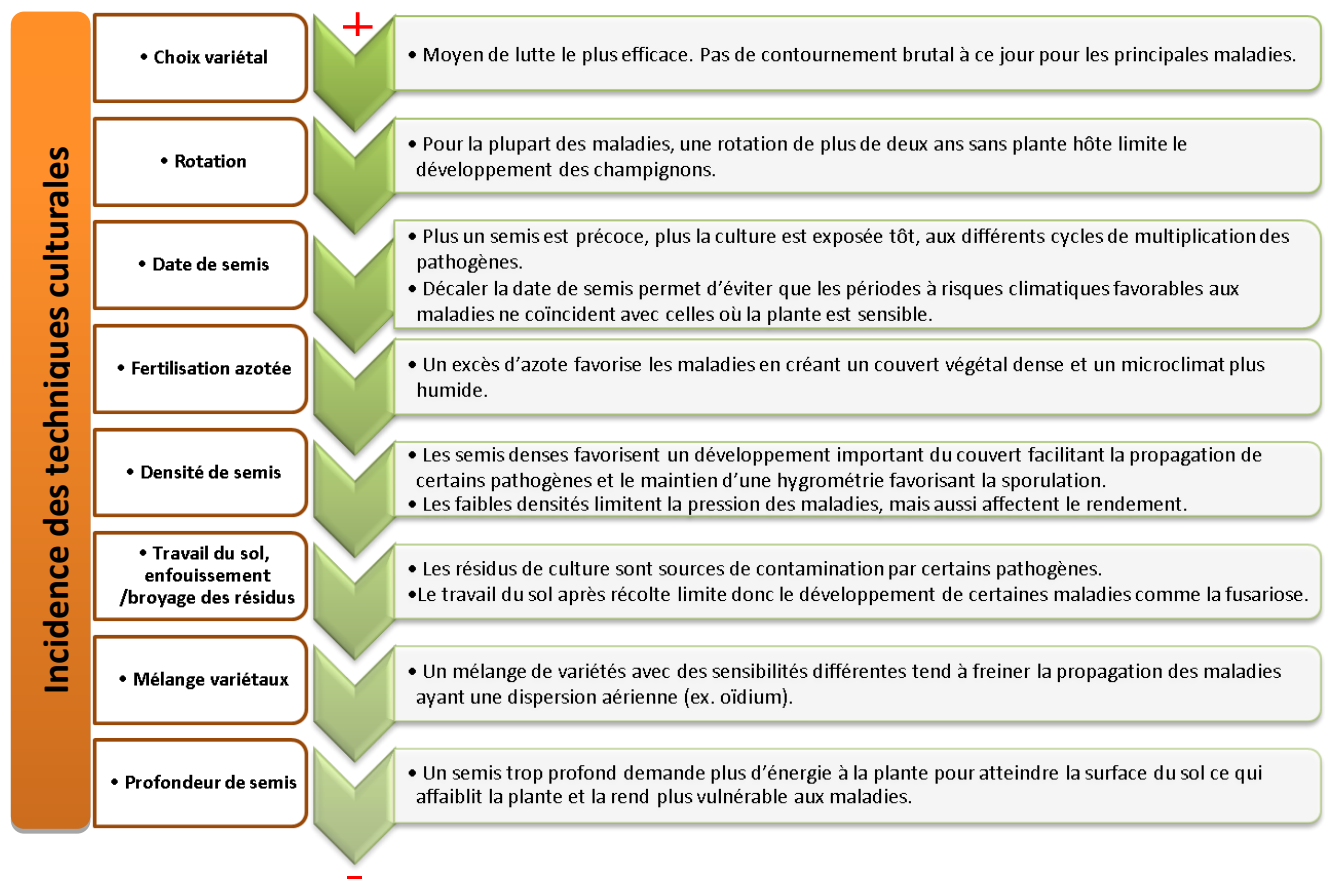 Incidence des techniques culturales
+
• Choix variétal
• Moyen de lutte le plus efficace. Pas de contournement brutal à ce jour pour les principales maladies.
• Rotation
• Pour la plupart des maladies, une rotation de plus de deux ans sans plante hôte limite le
développement des champignons.
• Date de semis
• Plus un semis est précoce, plus la culture est exposée tôt, aux différents cycles de multiplication des
pathogènes.
• Décaler la date de semis permet d’éviter que les périodes à risques climatiques favorables aux
maladies ne coïncident avec celles où la plante est sensible.
• Fertilisation azotée
• Un excès d’azote favorise les maladies en créant un couvert végétal dense et un microclimat plus
humide.
• Densité de semis
• Les semis denses favorisent un développement important du couvert facilitant la propagation de
certains pathogènes et le maintien d’une hygrométrie favorisant la sporulation.
• Les faibles densités limitent la pression des maladies, mais aussi affectent le rendement.
• Travail du sol,
enfouissement
/broyage des résidus
• Les résidus de culture sont sources de contamination par certains pathogènes.
•Le travail du sol après récolte limite donc le développement de certaines maladies comme la fusariose.
• Mélange variétaux
• Un mélange de variétés avec des sensibilités différentes tend à freiner la propagation des maladies
ayant une dispersion aérienne (ex. oïdium).
• Profondeur de semis
• Un semis trop profond demande plus d’énergie à la plante pour atteindre la surface du sol ce qui
affaiblit la plante et la rend plus vulnérable aux maladies.
-